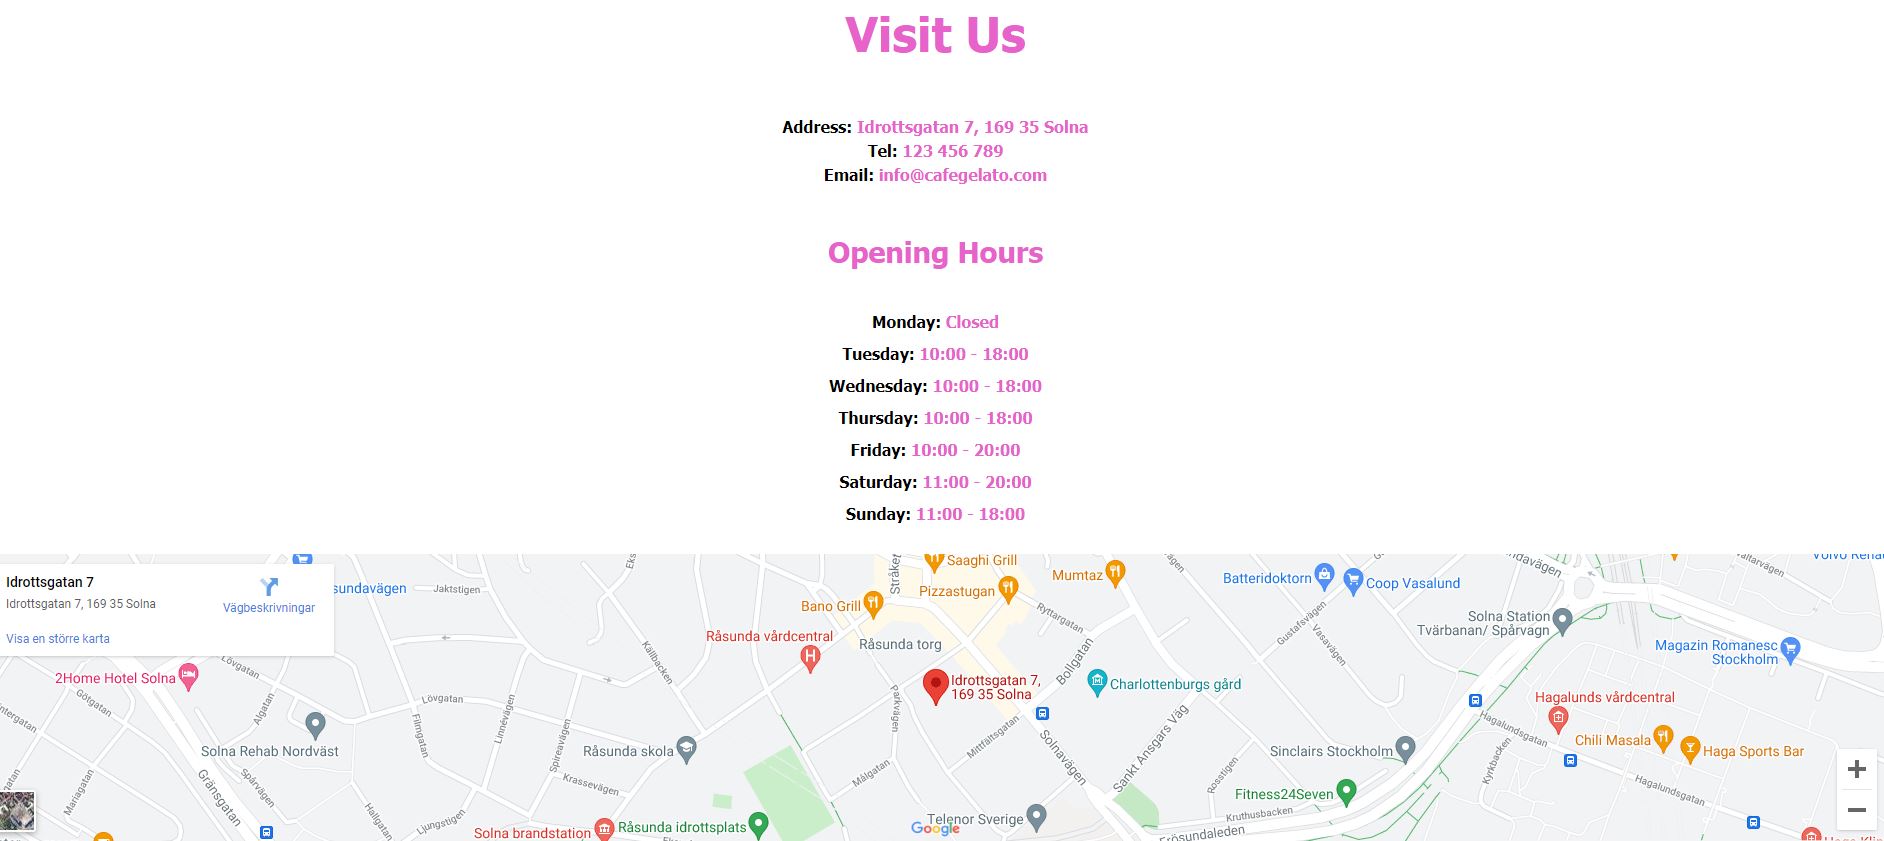 Visit Us
Address: Idrottsgatan 7, 169 35 Solna
Tel: 123 456 789
Email: info@cafegelato.com
Opening Hours
Monday: Closed
Tuesday: 10:00 - 18:00
Wednesday: 10:00 - 18:00
Thursday: 10:00 - 18:00
Friday: 10:00 - 20:00
Saturday: 11:00 - 20:00
Sunday: 11:00 - 18:00
Idrottsgatan 7
Idrottsgatan 7, 169 35 Solna
Vägbeskrivningar
Visa en större karta
sundavägen
Jaktstigen
Stråket
Saaghi Grill
Pizzastugan
Mumtaz
Bano Grill
Ryttargatan
Råsunda vårdcentral
Råsunda torg
Batteridoktorn
Coop Vasalund
Gustafsvägen
Vasavägen
Solna Station
Tvärbanan/ Spårvagn
Magazin Romanesc
Stockholm
2Home Hotel Solna
Lövgatan
Götgatan
Algatan
Källbacken
Lövgatan
Filmgatan
Linnévägen
Spireavägen
Parkvägen
Idrottsgatan 7,
169 35 Solna
Bollgatan
Charlottenburgs gård
Hagalunds vårdcentral
Hagalundsgatan
Chili Masala
Haga Sports Bar
Solna Rehab Nordväst
Råsunda skola
Mittfältsgatan
Solnavägen
Sankt Ansgars Väg
Sinclairs Stockholm
Rosstigen
Kyrkbacken
Hagalundsgatan
Gränsgatan
Spårvägen
Mariagatan
Krassevägen
Målgatan
Fitness24Seven
Kruthusbacken
Frösundaleden
Hallgatan
Ljungstigen
Solna brandstation
Råsunda idrottsplats
Telenor Sverige
Google